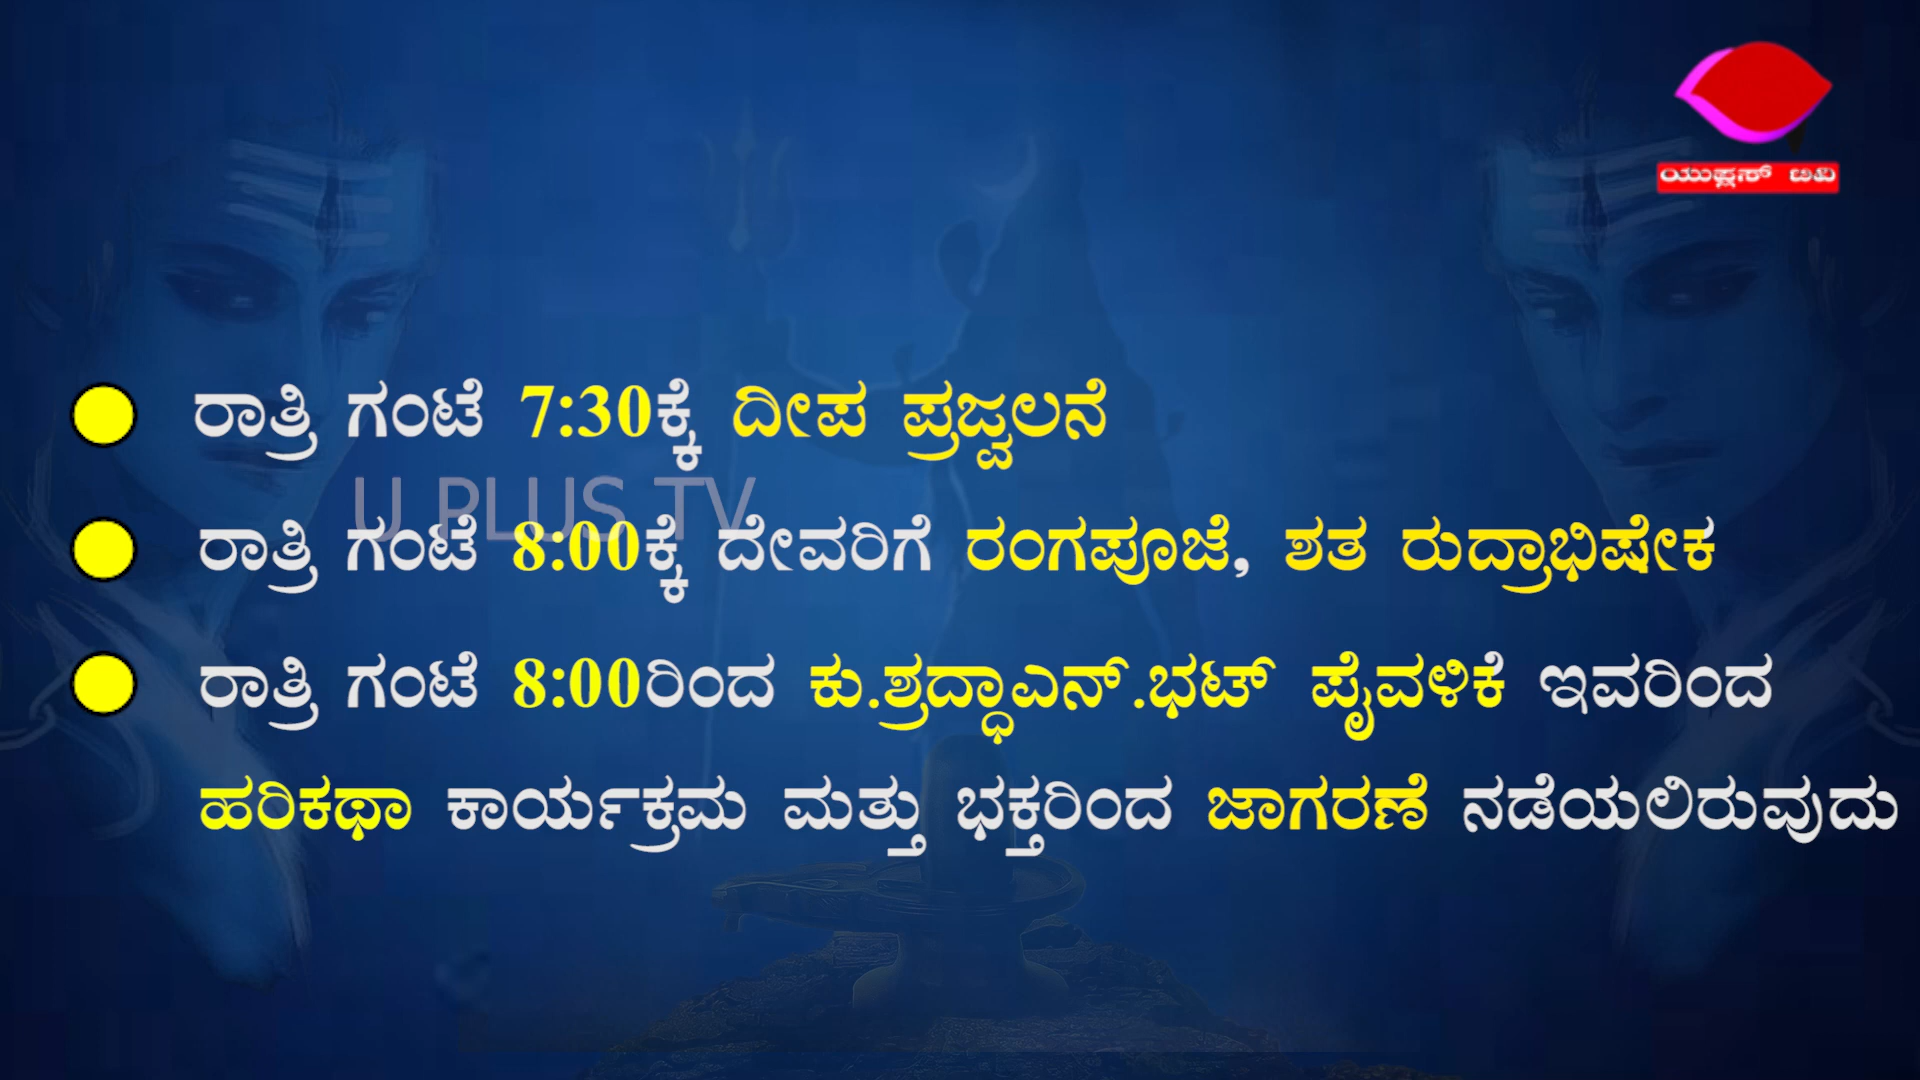 ಯುಪ್ಲಸ್ ಟಿವಿ
ರಾತ್ರಿ ಗಂಟೆ 7:30ಕ್ಕೆ ದೀಪ ಪ್ರಜ್ವಲನೆ
U PLUS TV
ರಾತ್ರಿ ಗಂಟೆ 8:00ಕ್ಕೆ ದೇವರಿಗೆ ರಂಗಪೂಜೆ, ಶತ ರುದ್ರಾಭಿಷೇಕ
ರಾತ್ರಿ ಗಂಟೆ 8:00ರಿಂದ ಕು.ಶ್ರದ್ಧಾಎನ್.ಭಟ್ ಪೈವಳಿಕೆ ಇವರಿಂದ
ಹರಿಕಥಾ ಕಾರ್ಯಕ್ರಮ ಮತ್ತು ಭಕ್ತರಿಂದ ಜಾಗರಣೆ ನಡೆಯಲಿರುವುದು